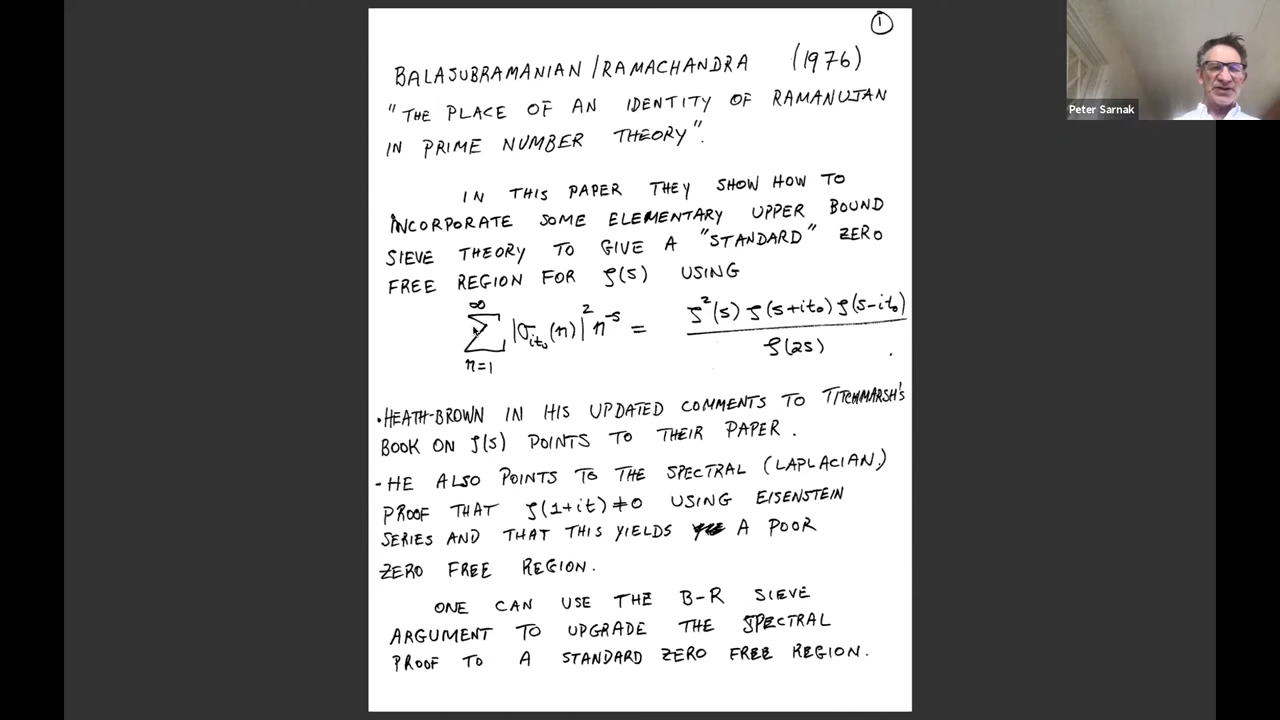 ①
BALASUBRAMANIAN / RAMACHANDRA (1976)
"THE PLACE OF AN IDENTITY OF RAMANUJAN
IN PRIME NUMBER THEORY".
IN THIS PAPER THEY SHOW HOW TO
INCORPORATE SOME ELEMENTARY UPPER BOUND
SIEVE THEORY TO GIVE A "STANDARD" ZERO
FREE REGION FOR ζ(s) USING
∑_{n=1}^{∞} |σ_{it₀}(n)|² n^{-s} = ζ²(s) ζ(s+it₀) ζ(s-it₀) / ζ(2s) .
• HEATH-BROWN IN HIS UPDATED COMMENTS TO TITCHMARSH'S
BOOK ON ζ(s) POINTS TO THEIR PAPER .
- HE ALSO POINTS TO THE SPECTRAL (LAPLACIAN)
PROOF THAT ζ(1+it) ≠ 0 USING EISENSTEIN
SERIES AND THAT THIS YIELDS A POOR
ZERO FREE REGION .
ONE CAN USE THE B-R SIEVE
ARGUMENT TO UPGRADE THE SPECTRAL
PROOF TO A STANDARD ZERO FREE REGION .
Peter Sarnak